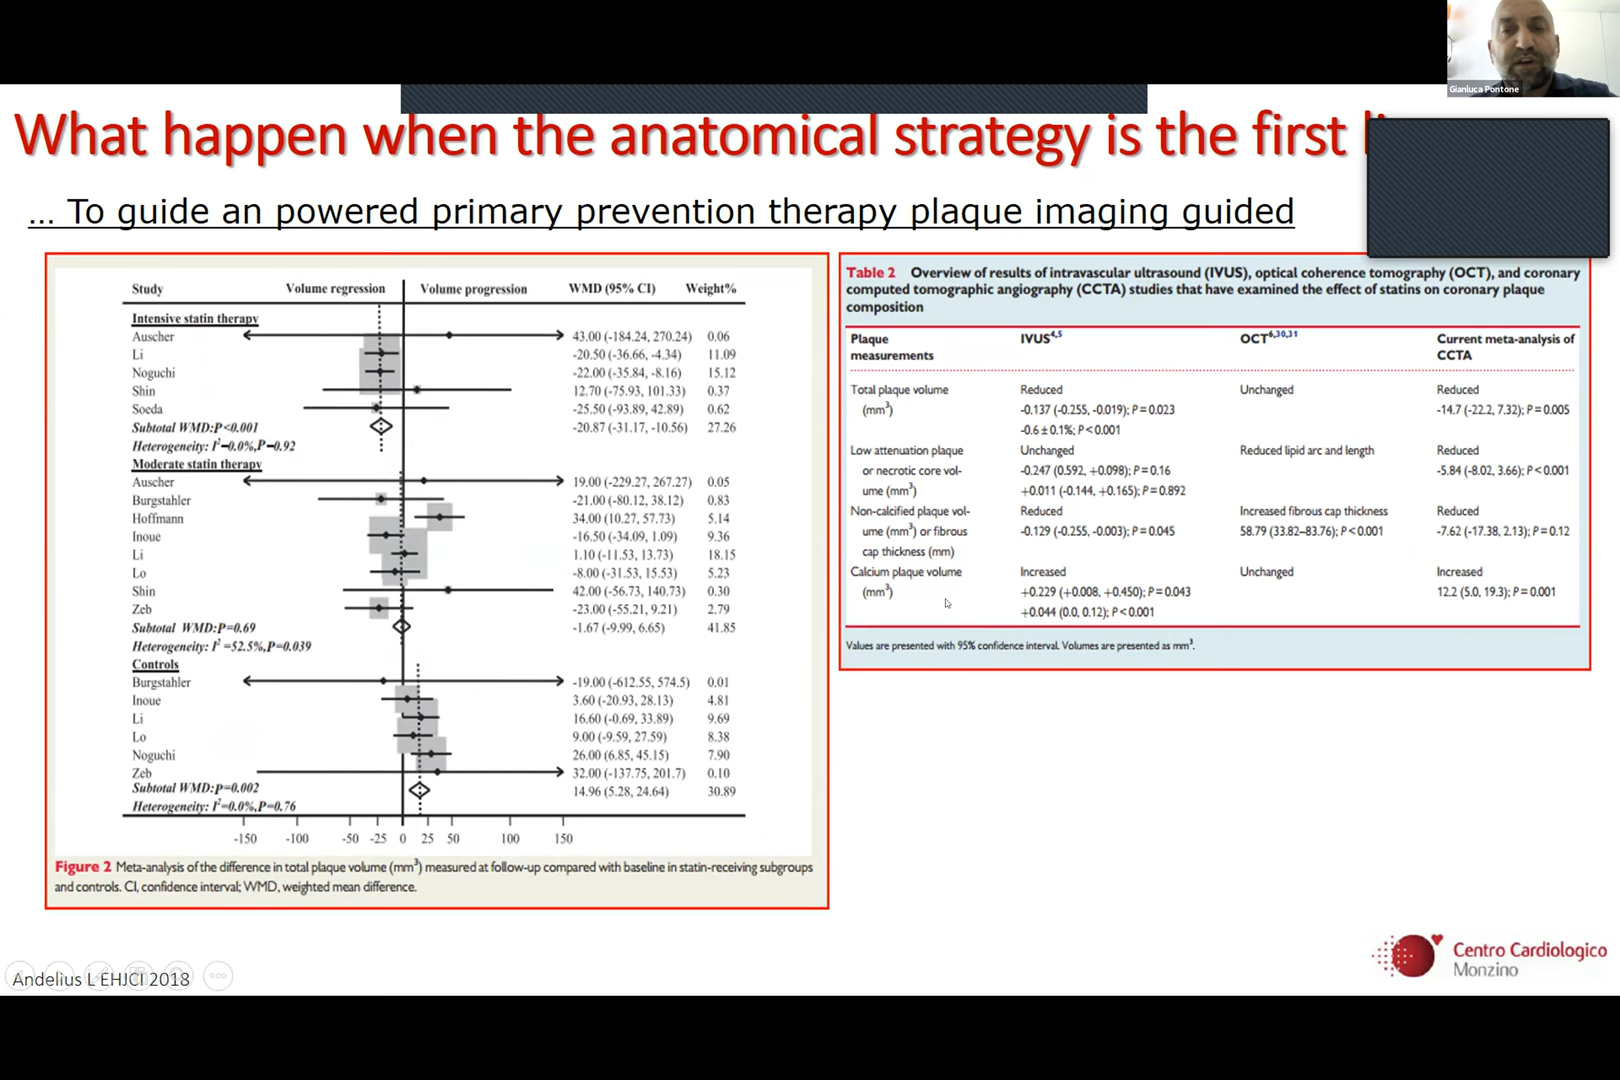 Gianluca Pontone
What happen when the anatomical strategy is the first
... To guide an powered primary prevention therapy plaque imaging guided
Study Volume regression Volume progression WMD (95% CI) Weight%
Intensive statin therapy
Auscher 43.00 (-184.24, 270.24) 0.06
Li -20.50 (-36.66, -4.34) 11.09
Noguchi -22.00 (-35.84, -8.16) 15.12
Shin 12.70 (-75.93, 101.33) 0.37
Soeda -25.50 (-93.89, 42.89) 0.62
Subtotal WMD:P<0.001 -20.87 (-31.17, -10.56) 27.26
Heterogeneity: I²=0.0%,P=0.92
Moderate statin therapy
Auscher 19.00 (-229.27, 267.27) 0.05
Burgstahler -21.00 (-80.12, 38.12) 0.83
Hoffmann 34.00 (10.27, 57.73) 5.14
Inoue -16.50 (-34.09, 1.09) 9.36
Li 1.10 (-11.53, 13.73) 18.15
Lo -8.00 (-31.53, 15.53) 5.23
Shin 42.00 (-56.73, 140.73) 0.30
Zeb -23.00 (-55.21, 9.21) 2.79
Subtotal WMD:P=0.69 -1.67 (-9.99, 6.65) 41.85
Heterogeneity: I² =52.5%,P=0.039
Controls
Burgstahler -19.00 (-612.55, 574.5) 0.01
Inoue 3.60 (-20.93, 28.13) 4.81
Li 16.60 (-0.69, 33.89) 9.69
Lo 9.00 (-9.59, 27.59) 8.38
Noguchi 26.00 (6.85, 45.15) 7.90
Zeb 32.00 (-137.75, 201.7) 0.10
Subtotal WMD:P=0.002 14.96 (5.28, 24.64) 30.89
Heterogeneity: I²=0.0%,P=0.76
-150 -100 -50 -25 0 25 50 100 150
Figure 2 Meta-analysis of the difference in total plaque volume (mm³) measured at follow-up compared with baseline in statin-receiving subgroups
and controls. CI, confidence interval; WMD, weighted mean difference.
Table 2 Overview of results of intravascular ultrasound (IVUS), optical coherence tomography (OCT), and coronary
computed tomographic angiography (CCTA) studies that have examined the effect of statins on coronary plaque
composition
Plaque IVUS4,5 OCT6,30,31 Current meta-analysis of
measurements CCTA
Total plaque volume Reduced Unchanged Reduced
(mm³) -0.137 (-0.255, -0.019); P = 0.023 -14.7 (-22.2, 7.32); P = 0.005
-0.6 ± 0.1%; P < 0.001
Low attenuation plaque Unchanged Reduced lipid arc and length Reduced
or necrotic core vol- -0.247 (0.592, +0.098); P = 0.16 -5.84 (-8.02, 3.66); P < 0.001
ume (mm³) +0.011 (-0.144, +0.165); P = 0.892
Non-calcified plaque vol- Reduced Increased fibrous cap thickness Reduced
ume (mm³) or fibrous -0.129 (-0.255, -0.003); P = 0.045 58.79 (33.82–83.76); P < 0.001 -7.62 (-17.38, 2.13); P = 0.12
cap thickness (mm)
Calcium plaque volume Increased Unchanged Increased
(mm³) +0.229 (+0.008, +0.450); P = 0.043 12.2 (5.0, 19.3); P = 0.001
+0.044 (0.0, 0.12); P < 0.001
Values are presented with 95% confidence interval. Volumes are presented as mm³.
Andelius L EHJCI 2018
Centro Cardiologico
Monzino